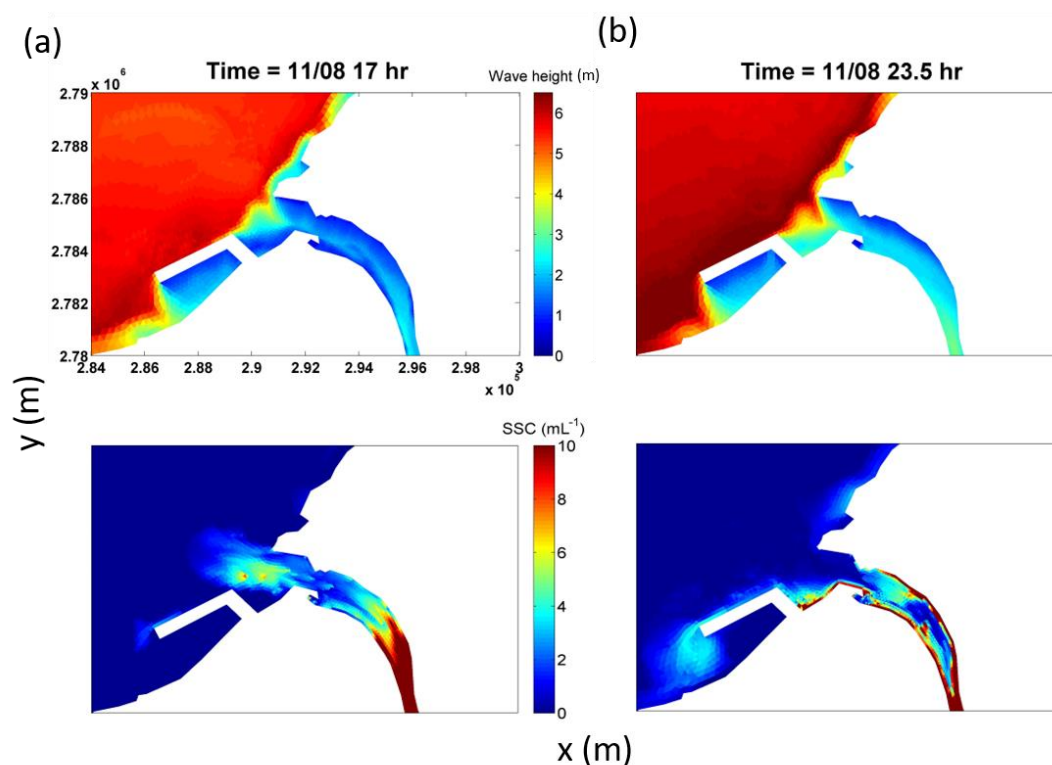 (a)
(b)
Time = 11/08 17 hr
Wave height (m)
Time = 11/08 23.5 hr
x 10^6
2.79
2.788
2.786
2.784
2.782
2.78
2.84 2.86 2.88 2.9 2.92 2.94 2.96 2.98 3
x 10^5
6
5
4
3
2
1
0
y (m)
SSC (mL⁻¹)
10
8
6
4
2
0
x (m)